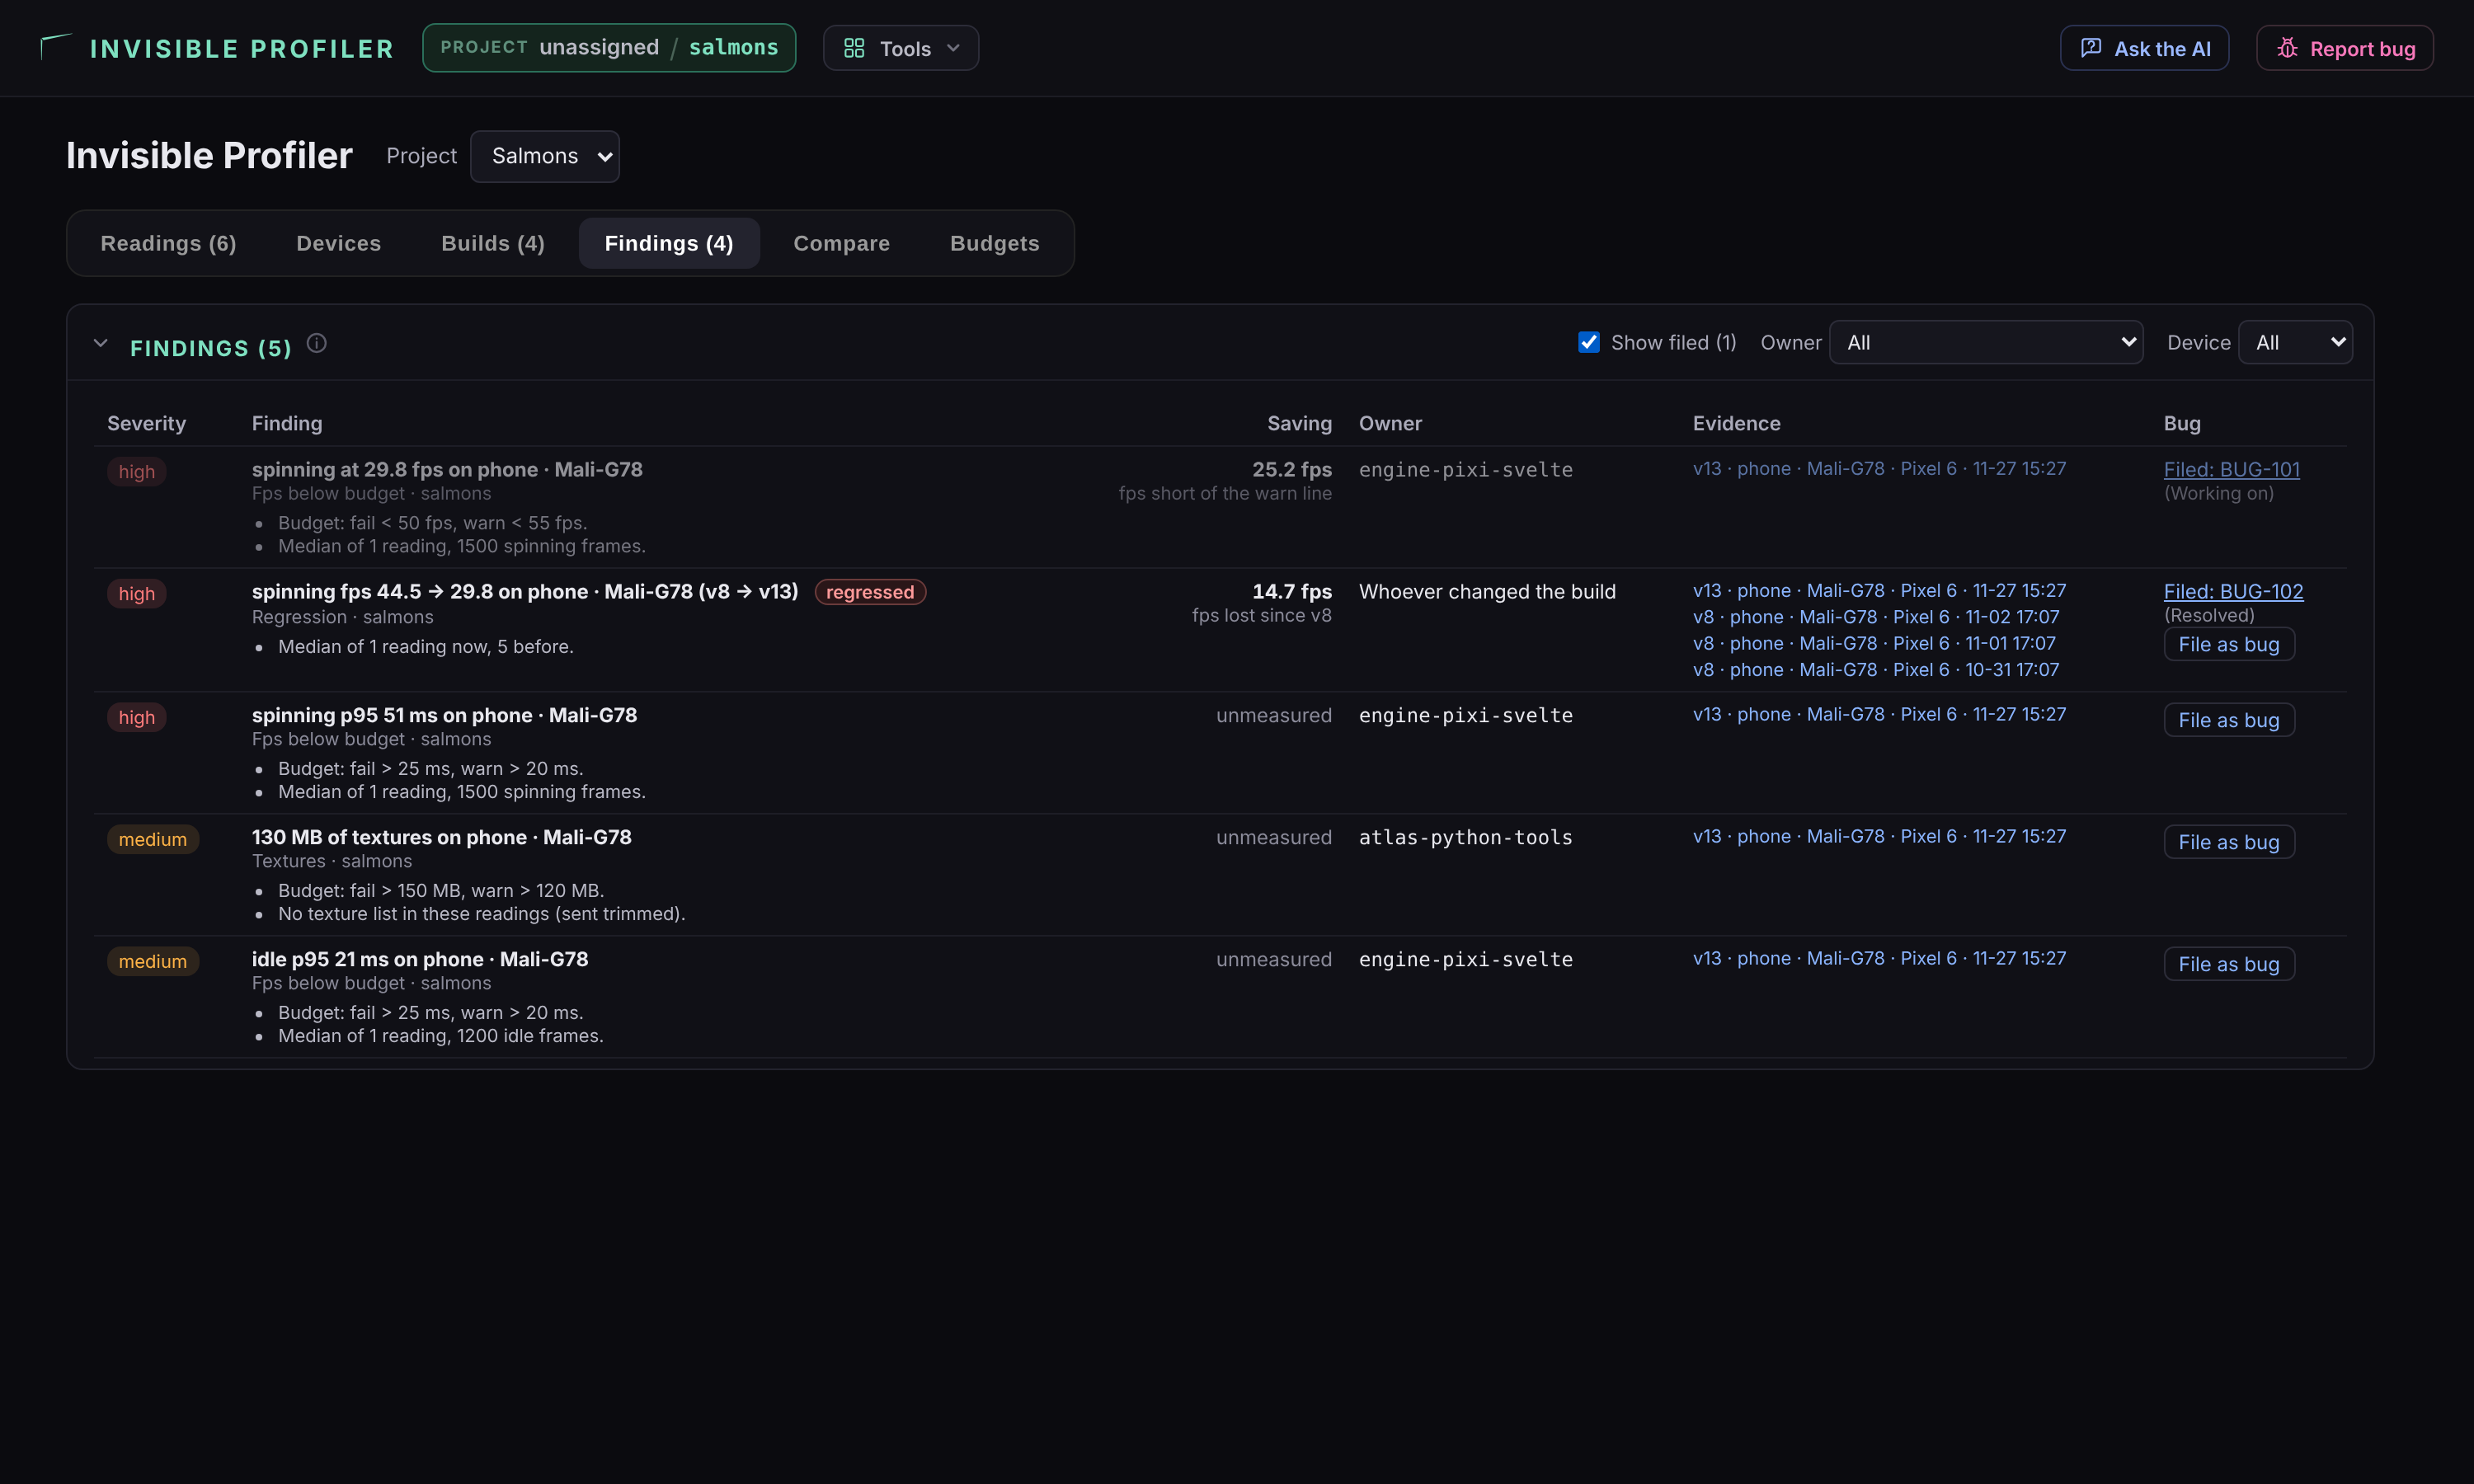 INVISIBLE PROFILER PROJECT unassigned / salmons Tools Ask the AI Report bug
Invisible Profiler Project Salmons
Readings (6) Devices Builds (4) Findings (4) Compare Budgets
FINDINGS (5) Show filed (1) Owner All Device All
Severity Finding Saving Owner Evidence Bug
high spinning at 29.8 fps on phone · Mali-G78 25.2 fps engine-pixi-svelte v13 · phone · Mali-G78 · Pixel 6 · 11-27 15:27 Filed: BUG-101
Fps below budget · salmons fps short of the warn line (Working on)
Budget: fail < 50 fps, warn < 55 fps.
Median of 1 reading, 1500 spinning frames.
high spinning fps 44.5 → 29.8 on phone · Mali-G78 (v8 → v13) regressed 14.7 fps Whoever changed the build v13 · phone · Mali-G78 · Pixel 6 · 11-27 15:27 Filed: BUG-102
Regression · salmons fps lost since v8 v8 · phone · Mali-G78 · Pixel 6 · 11-02 17:07 (Resolved)
Median of 1 reading now, 5 before. v8 · phone · Mali-G78 · Pixel 6 · 11-01 17:07 File as bug
v8 · phone · Mali-G78 · Pixel 6 · 10-31 17:07
high spinning p95 51 ms on phone · Mali-G78 unmeasured engine-pixi-svelte v13 · phone · Mali-G78 · Pixel 6 · 11-27 15:27 File as bug
Fps below budget · salmons
Budget: fail > 25 ms, warn > 20 ms.
Median of 1 reading, 1500 spinning frames.
medium 130 MB of textures on phone · Mali-G78 unmeasured atlas-python-tools v13 · phone · Mali-G78 · Pixel 6 · 11-27 15:27 File as bug
Textures · salmons
Budget: fail > 150 MB, warn > 120 MB.
No texture list in these readings (sent trimmed).
medium idle p95 21 ms on phone · Mali-G78 unmeasured engine-pixi-svelte v13 · phone · Mali-G78 · Pixel 6 · 11-27 15:27 File as bug
Fps below budget · salmons
Budget: fail > 25 ms, warn > 20 ms.
Median of 1 reading, 1200 idle frames.